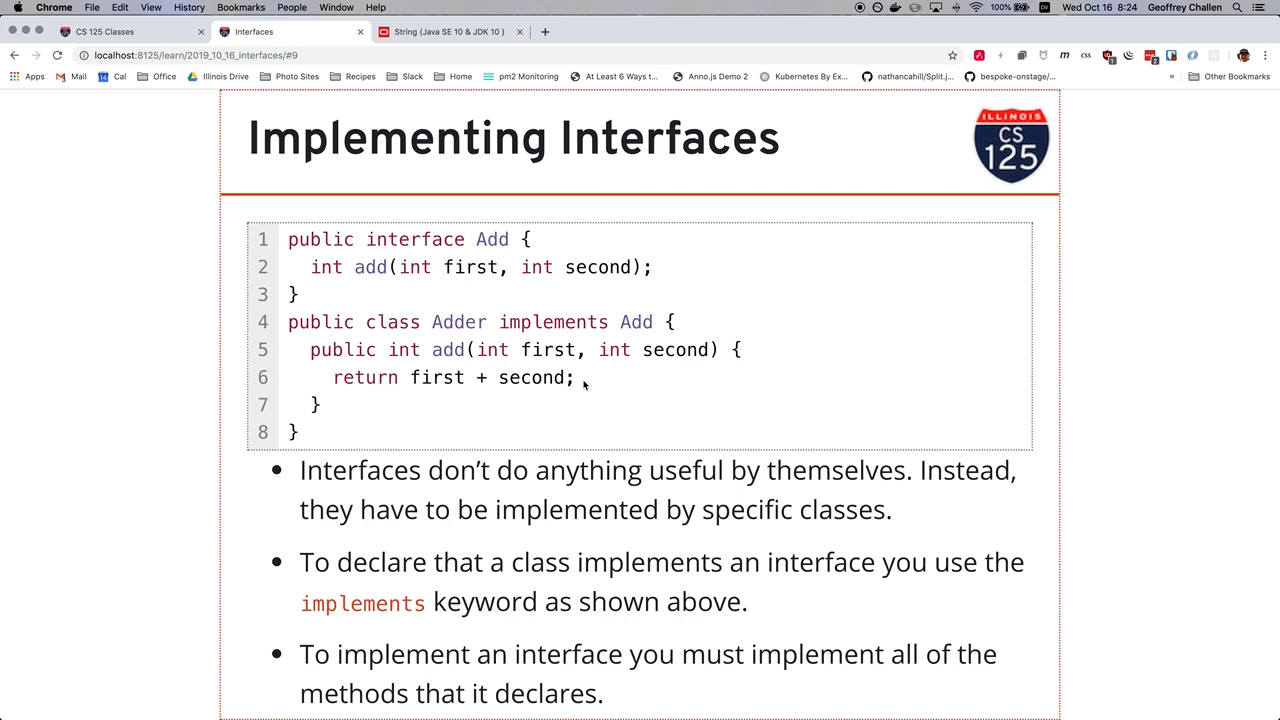 Chrome File Edit View History Bookmarks People Window Help 100% DV Wed Oct 16 8:24 Geoffrey Challen
CS 125 Classes Interfaces String (Java SE 10 & JDK 10 )
localhost:8125/learn/2019_10_16_interfaces/#9
Apps Mail Cal Office Illinois Drive Photo Sites Recipes Slack Home pm2 Monitoring At Least 6 Ways t... Anno.js Demo 2 Kubernetes By Ex... nathancahill/Split.j... bespoke-onstage/... » Other Bookmarks
Implementing Interfaces
ILLINOIS
CS
125
1 public interface Add {
2 int add(int first, int second);
3 }
4 public class Adder implements Add {
5 public int add(int first, int second) {
6 return first + second;
7 }
8 }
• Interfaces don’t do anything useful by themselves. Instead,
they have to be implemented by specific classes.
• To declare that a class implements an interface you use the
implements keyword as shown above.
• To implement an interface you must implement all of the
methods that it declares.